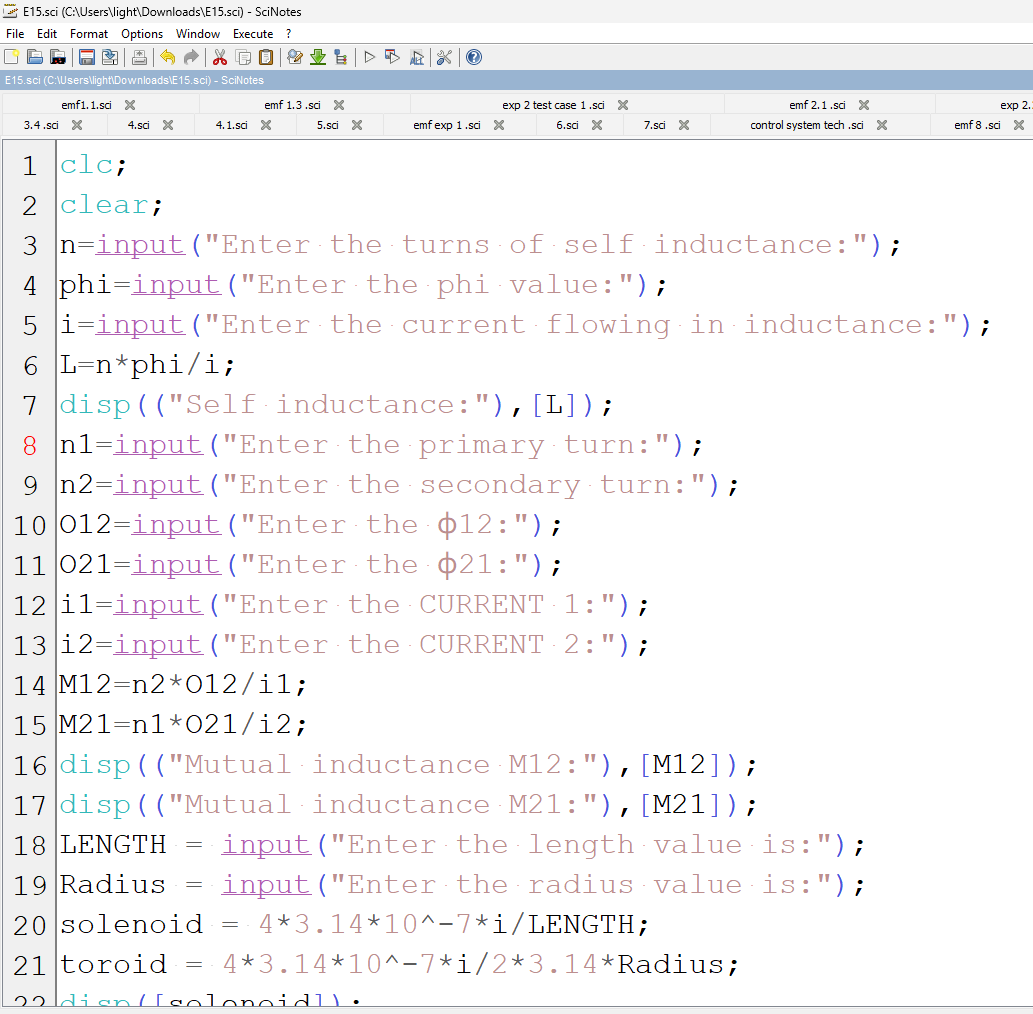 E15.sci (C:\Users\light\Downloads\E15.sci) - SciNotes
File Edit Format Options Window Execute ?
E15.sci (C:\Users\light\Downloads\E15.sci) - SciNotes
emf1.1.sci emf 1.3 .sci exp 2 test case 1 .sci emf 2.1 .sci exp 2.
3.4 .sci 4.sci 4.1.sci 5.sci emf exp 1 .sci 6.sci 7.sci control system tech .sci emf 8 .sci
1 clc;
2 clear;
3 n=input("Enter the turns of self inductance:");
4 phi=input("Enter the phi value:");
5 i=input("Enter the current flowing in inductance:");
6 L=n*phi/i;
7 disp(("Self inductance:"),[L]);
8 n1=input("Enter the primary turn:");
9 n2=input("Enter the secondary turn:");
10 O12=input("Enter the ф12:");
11 O21=input("Enter the ф21:");
12 i1=input("Enter the CURRENT 1:");
13 i2=input("Enter the CURRENT 2:");
14 M12=n2*O12/i1;
15 M21=n1*O21/i2;
16 disp(("Mutual inductance M12:"),[M12]);
17 disp(("Mutual inductance M21:"),[M21]);
18 LENGTH = input("Enter the length value is:");
19 Radius = input("Enter the radius value is:");
20 solenoid = 4*3.14*10^-7*i/LENGTH;
21 toroid = 4*3.14*10^-7*i/2*3.14*Radius;
22 disp([solenoid]);